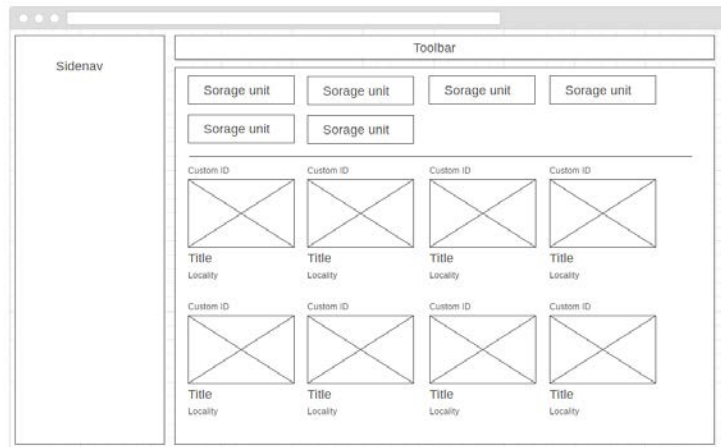 Toolbar
Sidenav
Sorage unit Sorage unit Sorage unit Sorage unit
Sorage unit Sorage unit
Custom ID Custom ID Custom ID Custom ID
Title Title Title Title
Locality Locality Locality Locality
Custom ID Custom ID Custom ID Custom ID
Title Title Title Title
Locality Locality Locality Locality